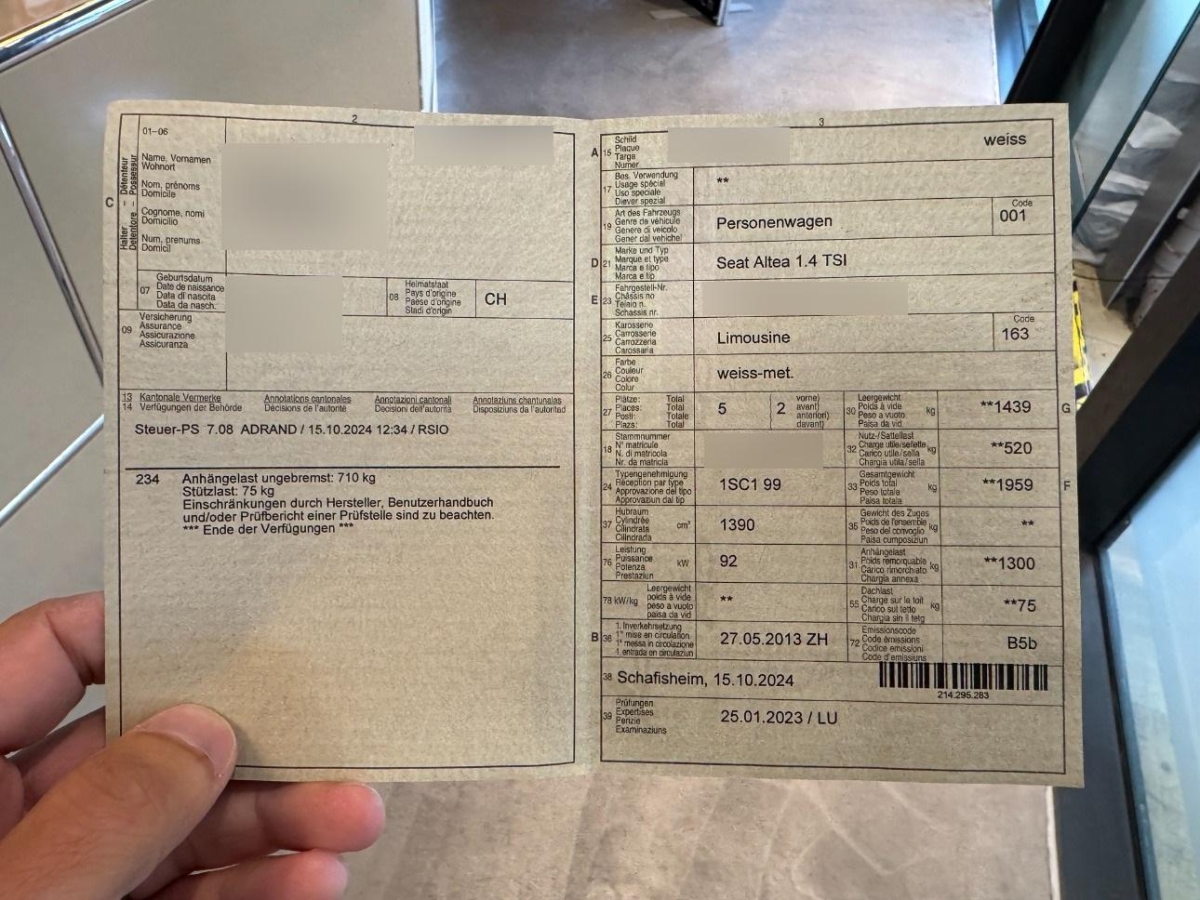 2
01–06
Halter – Détenteur
Detentore – Possessur
C
Name, Vornamen
Wohnort
Nom, prénoms
Domicile
Cognome, nomi
Domicilio
Num, prenums
Domicil
07
Geburtsdatum
Date de naissance
Data di nascita
Data da nasch.
08
Heimatstaat
Pays d'origine
Paese d'origine
Stadi d'origin
CH
09
Versicherung
Assurance
Assicurazione
Assicuranza
13 Kantonale Vermerke Annotations cantonales Annotazioni cantonali Annotaziuns chantunalas
14 Verfügungen der Behörde Décisions de l'autorité Decisioni dell'autorità Disposiziuns da l'autoritad
Steuer-PS 7.08 ADRAND / 15.10.2024 12:34 / RSIO
234 Anhängelast ungebremst: 710 kg
Stützlast: 75 kg
Einschränkungen durch Hersteller, Benutzerhandbuch
und/oder Prüfbericht einer Prüfstelle sind zu beachten.
*** Ende der Verfügungen ***
3
A 15
Schild
Plaque
Targa
Numer
weiss
17
Bes. Verwendung
Usage spécial
Uso speciale
Diever spezial
**
19
Art des Fahrzeugs
Genre de véhicule
Genere di veicolo
Gener dal vehichel
Personenwagen
Code
001
D 21
Marke und Typ
Marque et type
Marca e tipo
Marca e tip
Seat Altea 1.4 TSI
E 23
Fahrgestell-Nr.
Châssis no
Telaio n.
Schassis nr.
25
Karosserie
Carrosserie
Carrozzeria
Carossaria
Limousine
Code
163
26
Farbe
Couleur
Colore
Colur
weiss-met.
27
Plätze: Total
Places: Total
Posti: Totale
Plazs: Total
5
2
vorne)
avant)
anteriori)
davant)
30
Leergewicht
Poids à vide
Peso a vuoto
Paisa da vid
kg
**1439
G
18
Stammnummer
N° matricule
N. di matricola
Nr. da matricla
32
Nutz-/Sattellast
Charge utile/sellette
Carico utile/sella
Chargia utila/sella
kg
**520
24
Typengenehmigung
Réception par type
Approvazione del tipo
Approvaziun dal tip
1SC1 99
33
Gesamtgewicht
Poids total
Peso totale
Paisa totala
kg
**1959
F
37
Hubraum
Cylindrée
Cilindrata
Cilindrada
cm³
1390
35
Gewicht des Zuges
Poids de l'ensemble
Peso del convoglio
Paisa cumposiziun
kg
**
76
Leistung
Puissance
Potenza
Prestaziun
kW
92
31
Anhängelast
Poids remorquable
Carico rimorchiato
Chargia annexa
kg
**1300
78 kW/kg
Leergewicht
poids à vide
peso a vuoto
paisa da vid
**
55
Dachlast
Charge sur le toit
Carico sul tetto
Chargia sin il tetg
kg
**75
B 36
1. Inverkehrsetzung
1re mise en circulation
1a messa in circolazione
1. entrada en circulaziun
27.05.2013 ZH
72
Emissionscode
Code émissions
Codice emissioni
Code d'emissiuns
B5b
38 Schafisheim, 15.10.2024
214.295.283
39
Prüfungen
Expertises
Perizie
Examinaziuns
25.01.2023 / LU